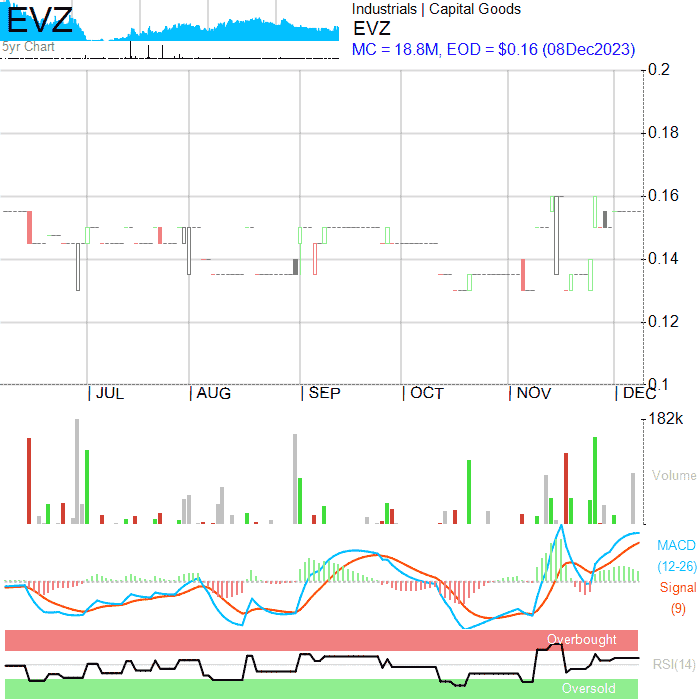 EVZ
5yr Chart
Industrials | Capital Goods
EVZ
MC = 18.8M, EOD = $0.16 (08Dec2023)
0.2
0.18
0.16
0.14
0.12
0.1
| JUL | AUG | SEP | OCT | NOV | DEC
182k
Volume
MACD
(12-26)
Signal
(9)
Overbought
RSI(14)
Oversold